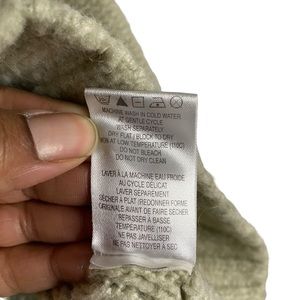 MACHINE WASH IN COLD WATER
AT GENTLE CYCLE
WASH SEPARATELY
DRY FLAT / BLOCK TO DRY
IRON AT LOW TEMPERATURE (110C)
DO NOT BLEACH
DO NOT DRY CLEAN
LAVER A LA MACHINE EAU FROIDE
AU CYCLE DÉLICAT
LAVER SEPAREMENT
SÉCHER À PLAT (REDONNER FORME
ORIGINALE AVANT DE FAIRE SÉCHER)
REPASSER À BASSE
TEMPÉRATURE (110C)
NE PAS JAVELLISER
NE PAS NETTOYER À SEC